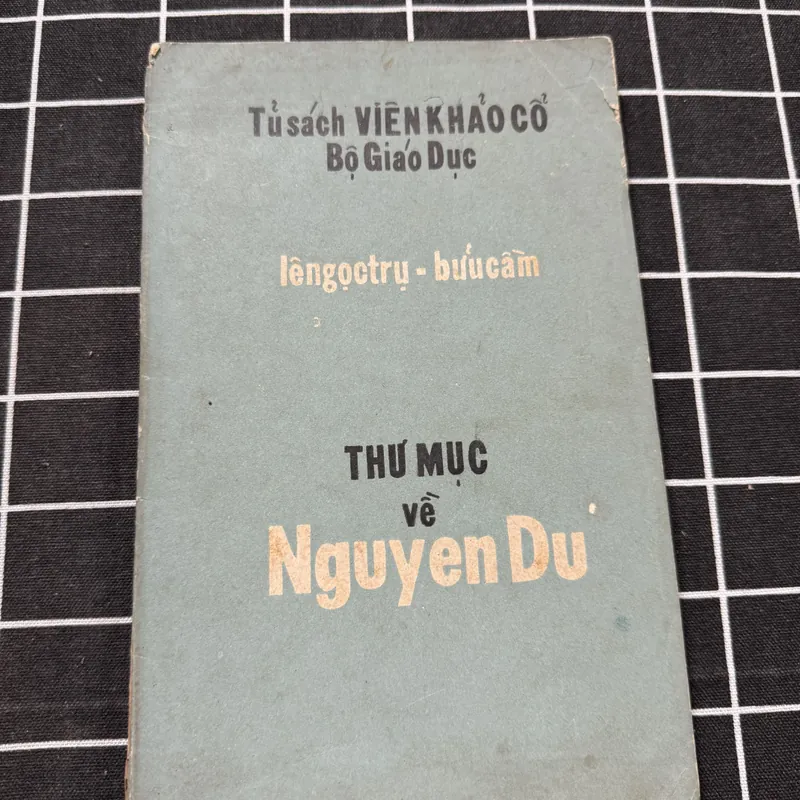 Tủ sách VIỆN KHẢO CỔ
Bộ Giáo Dục
lêngọctrụ - bửucầm
THƯ MỤC
về
Nguyen Du